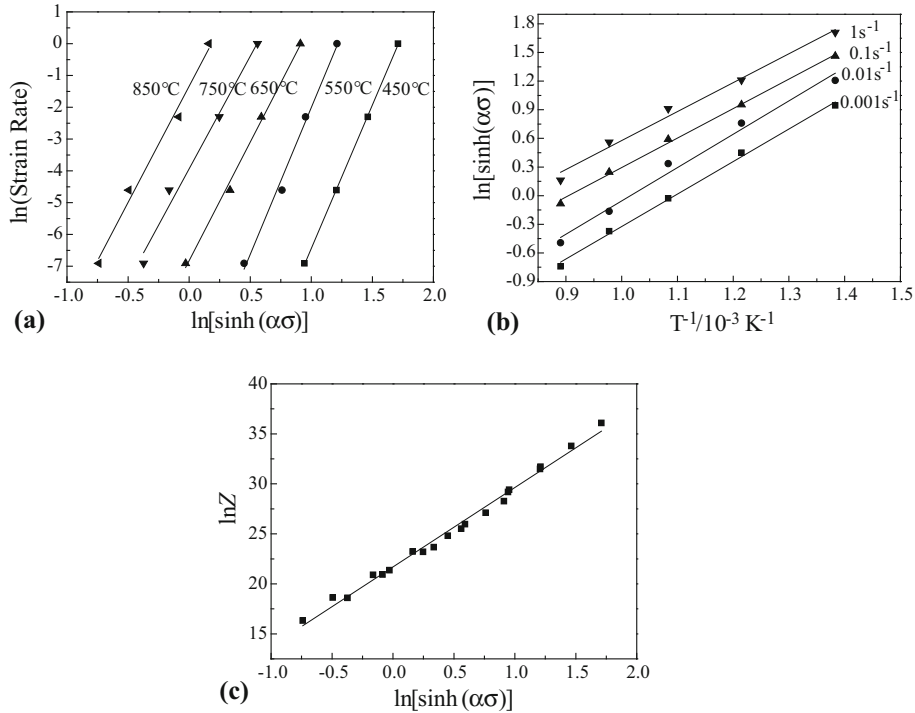 850°C 750°C 650°C 550°C 450°C
ln(Strain Rate)
0
-1
-2
-3
-4
-5
-6
-7
-1.0 -0.5 0.0 0.5 1.0 1.5 2.0
ln[sinh (ασ)]
(a)
1s⁻¹
0.1s⁻¹
0.01s⁻¹
0.001s⁻¹
ln[sinh(ασ)]
1.8
1.5
1.2
0.9
0.6
0.3
0.0
-0.3
-0.6
-0.9
0.9 1.0 1.1 1.2 1.3 1.4 1.5
T⁻¹/10⁻³ K⁻¹
(b)
lnZ
40
35
30
25
20
15
-1.0 -0.5 0.0 0.5 1.0 1.5 2.0
ln[sinh (ασ)]
(c)